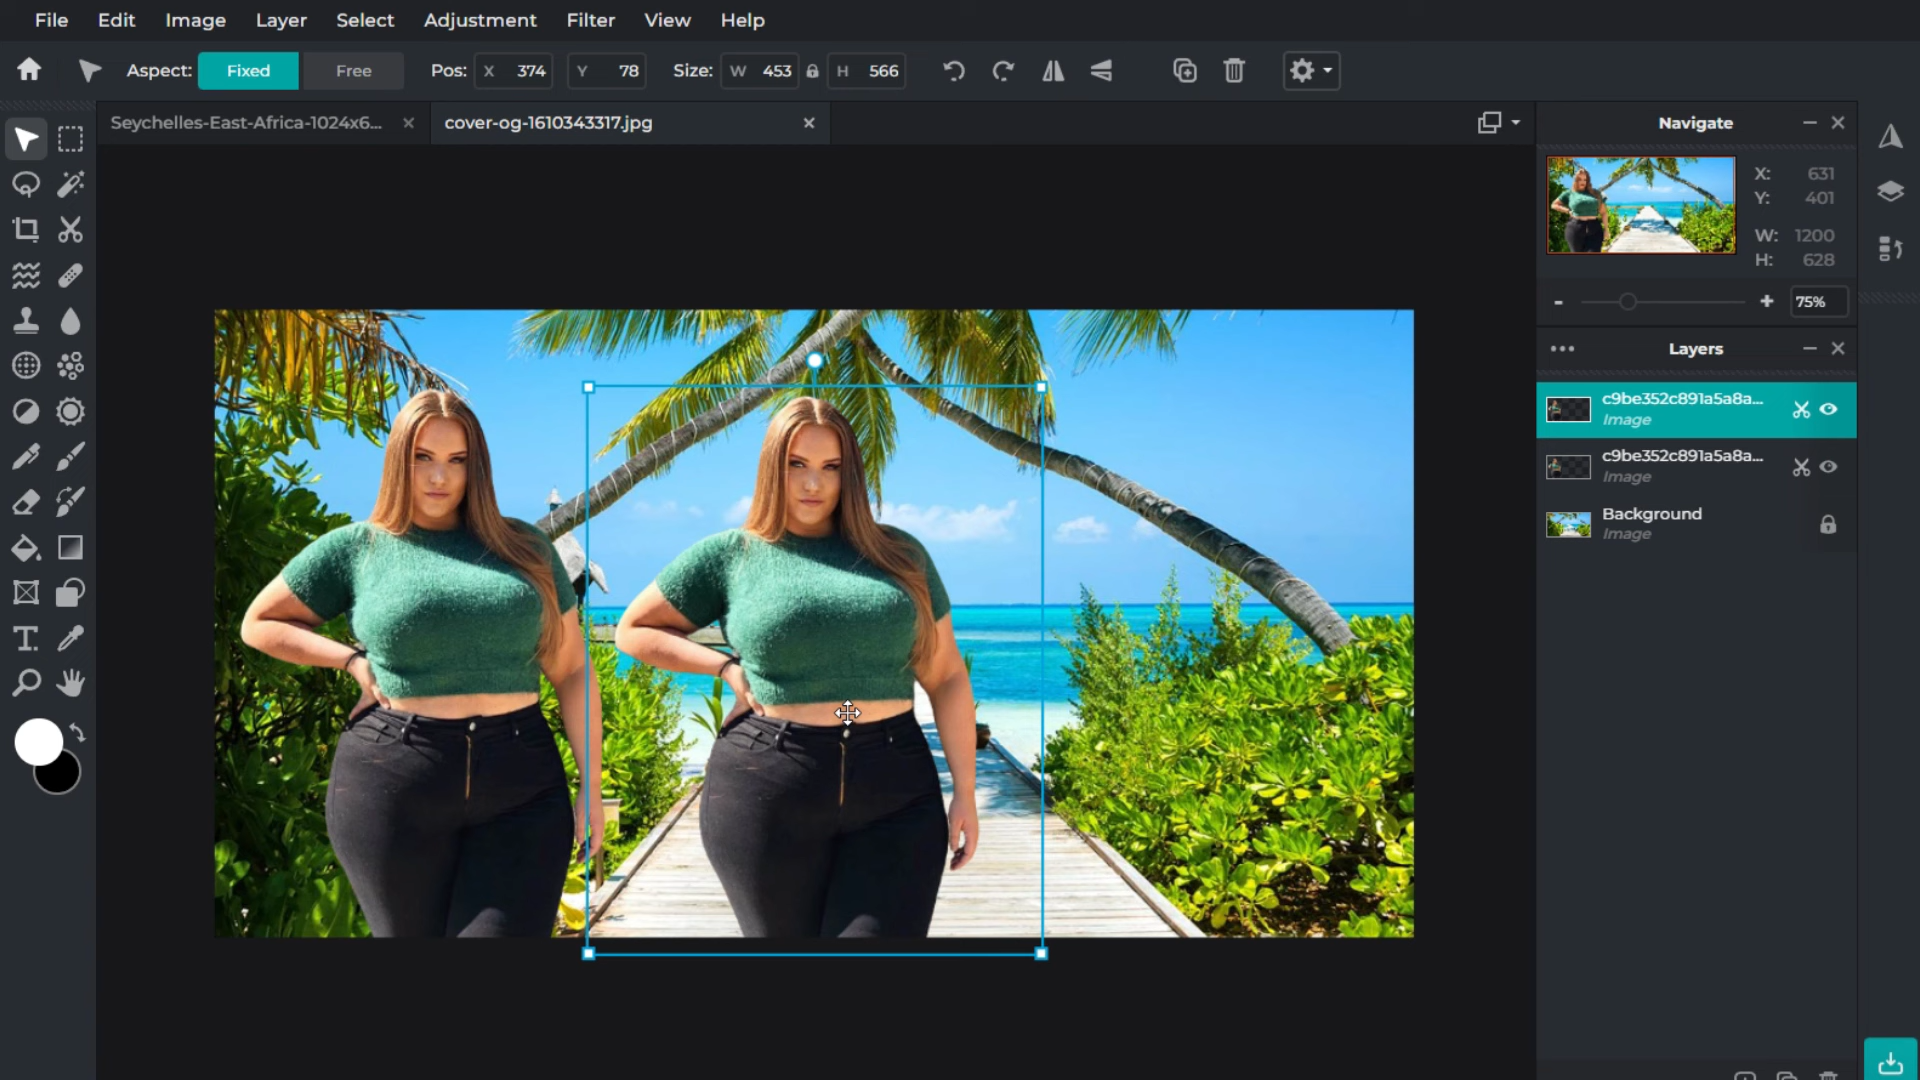 File Edit Image Layer Select Adjustment Filter View Help
Aspect: Fixed Free Pos: X 374 Y 78 Size: W 453 H 566
Seychelles-East-Africa-1024x6... cover-og-1610343317.jpg
Navigate
X: 631
Y: 401
W: 1200
H: 628
- + 75%
Layers
c9be352c891a5a8a...
Image
c9be352c891a5a8a...
Image
Background
Image